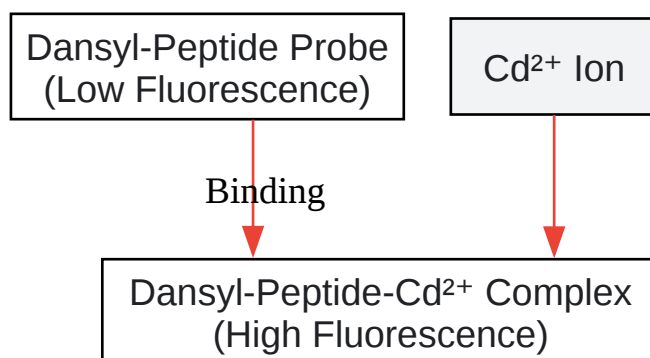 Dansyl-Peptide Probe
(Low Fluorescence)
Cd²⁺ Ion
Binding
Dansyl-Peptide-Cd²⁺ Complex
(High Fluorescence)